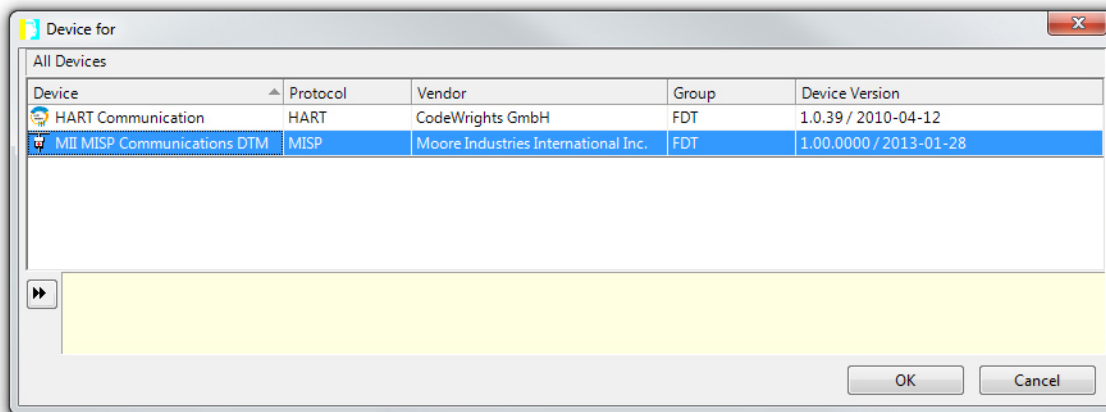 Device for
All Devices
Device Protocol Vendor Group Device Version
HART Communication HART CodeWrights GmbH FDT 1.0.39 / 2010-04-12
MII MISP Communications DTM MISP Moore Industries International Inc. FDT 1.00.0000 / 2013-01-28
OK Cancel